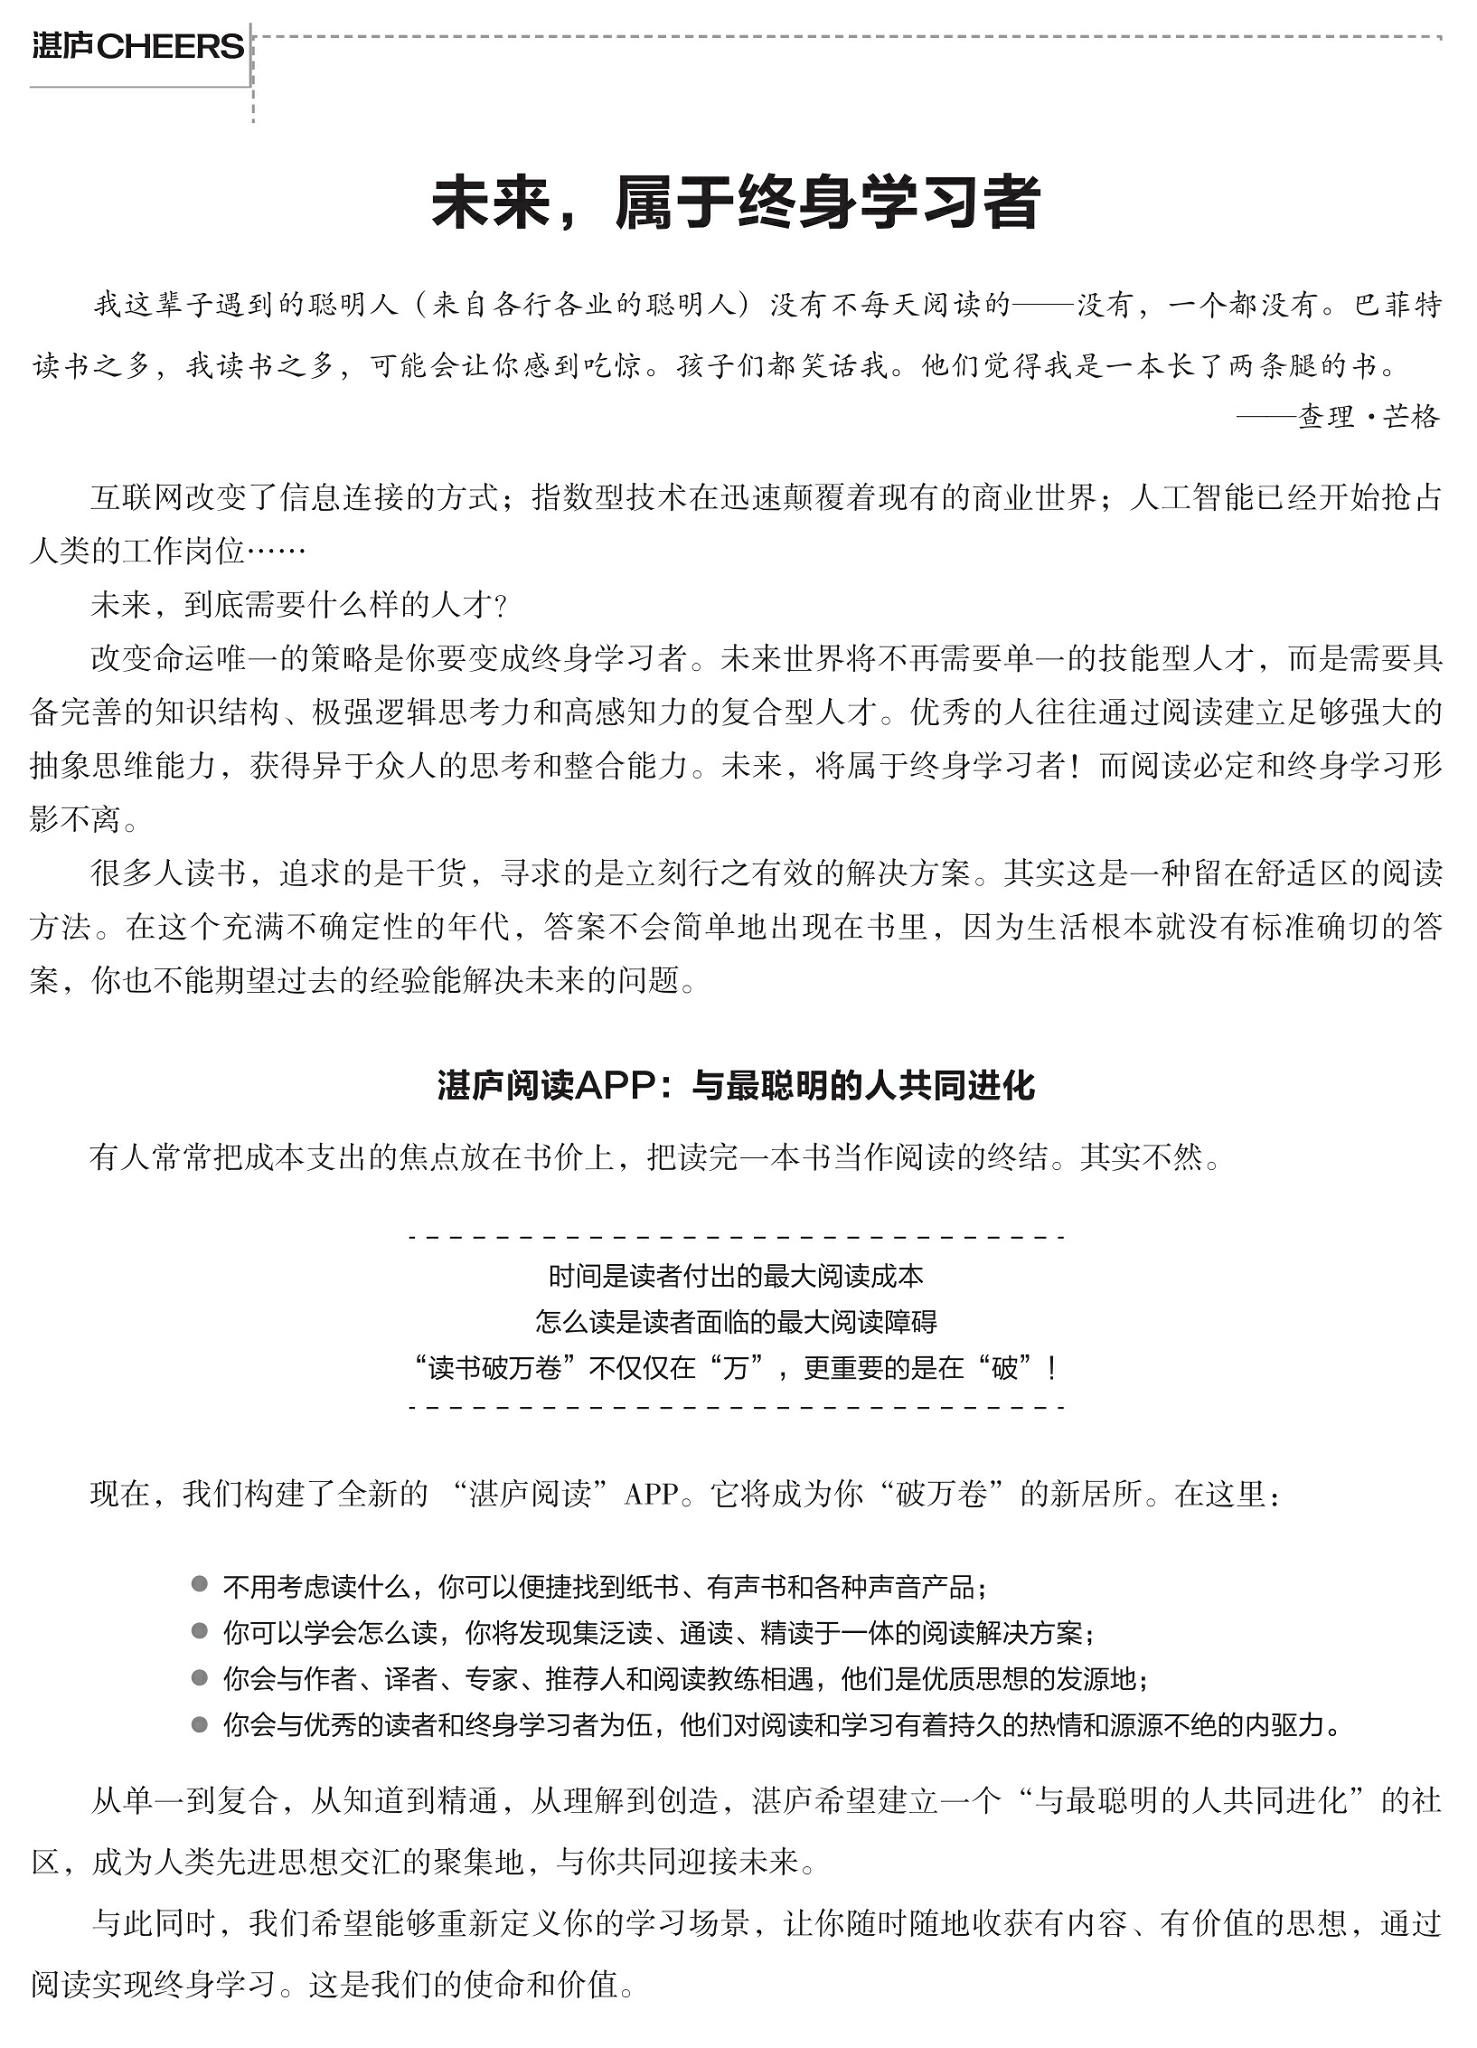 湛庐CHEERS
未来，属于终身学习者
我这辈子遇到的聪明人（来自各行各业的聪明人）没有不每天阅读的——没有，一个都没有。巴菲特
读书之多，我读书之多，可能会让你感到吃惊。孩子们都笑话我。他们觉得我是一本长了两条腿的书。
——查理·芒格
互联网改变了信息连接的方式；指数型技术在迅速颠覆着现有的商业世界；人工智能已经开始抢占
人类的工作岗位……
未来，到底需要什么样的人才？
改变命运唯一的策略是你要变成终身学习者。未来世界将不再需要单一的技能型人才，而是需要具
备完善的知识结构、极强逻辑思考力和高感知力的复合型人才。优秀的人往往通过阅读建立足够强大的
抽象思维能力，获得异于众人的思考和整合能力。未来，将属于终身学习者！而阅读必定和终身学习形
影不离。
很多人读书，追求的是干货，寻求的是立刻行之有效的解决方案。其实这是一种留在舒适区的阅读
方法。在这个充满不确定性的年代，答案不会简单地出现在书里，因为生活根本就没有标准确切的答
案，你也不能期望过去的经验能解决未来的问题。
湛庐阅读APP：与最聪明的人共同进化
有人常常把成本支出的焦点放在书价上，把读完一本书当作阅读的终结。其实不然。
时间是读者付出的最大阅读成本
怎么读是读者面临的最大阅读障碍
“读书破万卷”不仅仅在“万”，更重要的是在“破”！
现在，我们构建了全新的 “湛庐阅读”APP。它将成为你“破万卷”的新居所。在这里：
● 不用考虑读什么，你可以便捷找到纸书、有声书和各种声音产品；
● 你可以学会怎么读，你将发现集泛读、通读、精读于一体的阅读解决方案；
● 你会与作者、译者、专家、推荐人和阅读教练相遇，他们是优质思想的发源地；
● 你会与优秀的读者和终身学习者为伍，他们对阅读和学习有着持久的热情和源源不绝的内驱力。
从单一到复合，从知道到精通，从理解到创造，湛庐希望建立一个“与最聪明的人共同进化”的社
区，成为人类先进思想交汇的聚集地，与你共同迎接未来。
与此同时，我们希望能够重新定义你的学习场景，让你随时随地收获有内容、有价值的思想，通过
阅读实现终身学习。这是我们的使命和价值。